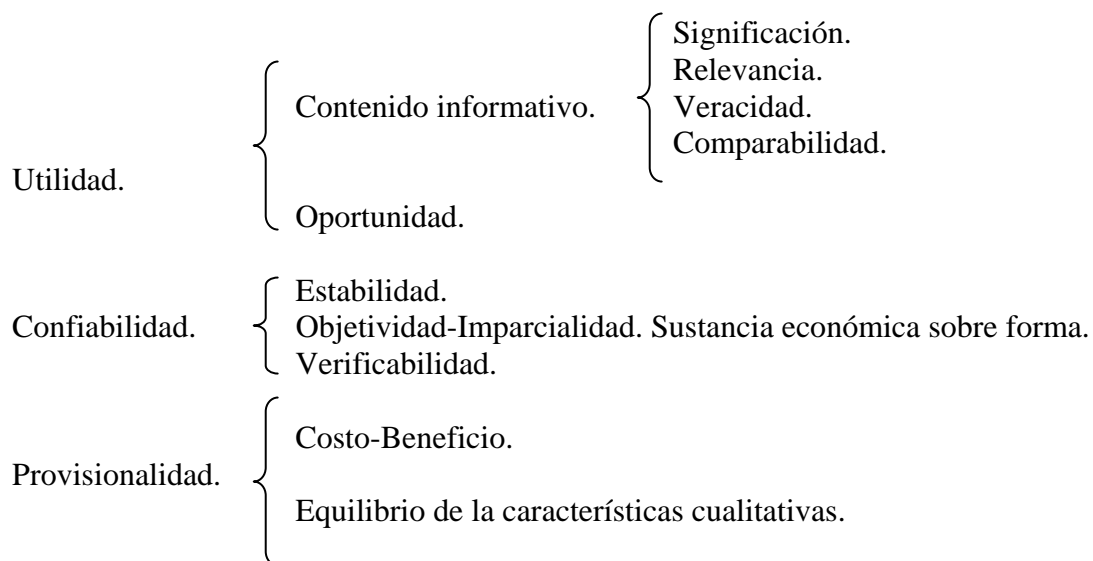 Significación.
Relevancia.
Contenido informativo. Veracidad.
Comparabilidad.
Utilidad.
Oportunidad.
Estabilidad.
Confiabilidad. Objetividad-Imparcialidad. Sustancia económica sobre forma.
Verificabilidad.
Costo-Beneficio.
Provisionalidad.
Equilibrio de la características cualitativas.